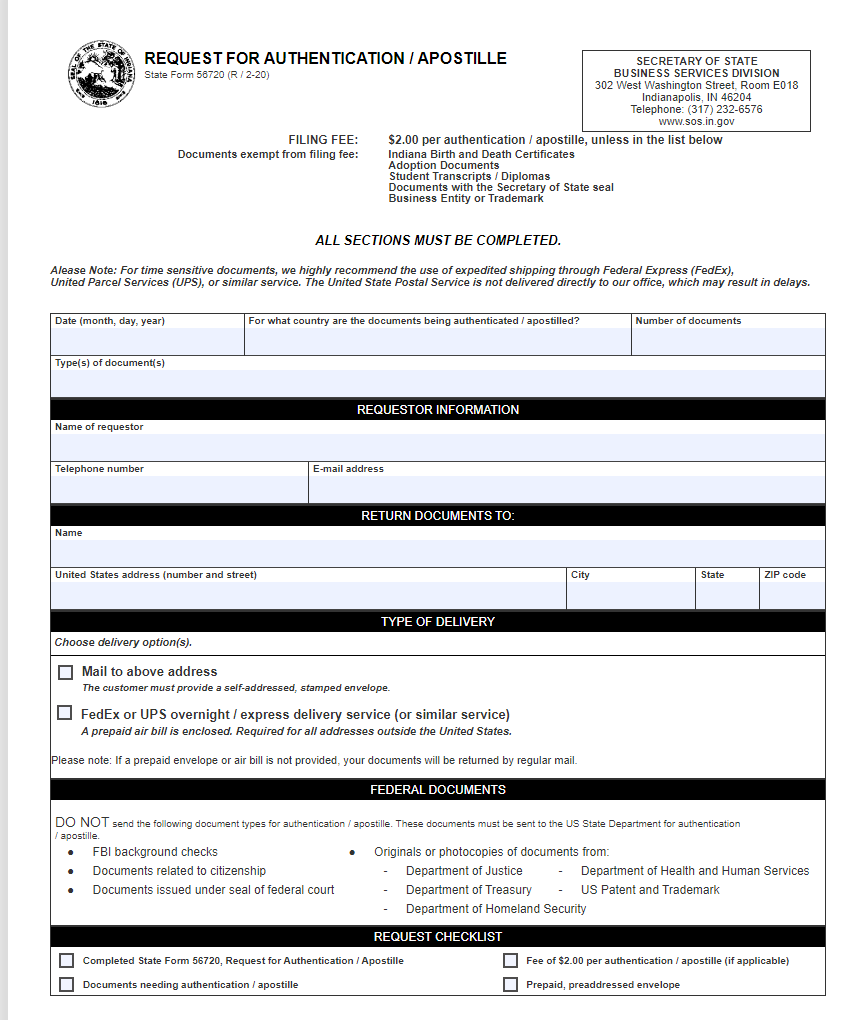 REQUEST FOR AUTHENTICATION / APOSTILLE
State Form 56720 (R / 2-20)
SECRETARY OF STATE
BUSINESS SERVICES DIVISION
302 West Washington Street, Room E018
Indianapolis, IN 46204
Telephone: (317) 232-6576
www.sos.in.gov
FILING FEE: $2.00 per authentication / apostille, unless in the list below
Documents exempt from filing fee: Indiana Birth and Death Certificates
Adoption Documents
Student Transcripts / Diplomas
Documents with the Secretary of State seal
Business Entity or Trademark
ALL SECTIONS MUST BE COMPLETED.
Alease Note: For time sensitive documents, we highly recommend the use of expedited shipping through Federal Express (FedEx),
United Parcel Services (UPS), or similar service. The United State Postal Service is not delivered directly to our office, which may result in delays.
Date (month, day, year) For what country are the documents being authenticated / apostilled? Number of documents
Type(s) of document(s)
REQUESTOR INFORMATION
Name of requestor
Telephone number E-mail address
RETURN DOCUMENTS TO:
Name
United States address (number and street) City State ZIP code
TYPE OF DELIVERY
Choose delivery option(s).
Mail to above address
The customer must provide a self-addressed, stamped envelope.
FedEx or UPS overnight / express delivery service (or similar service)
A prepaid air bill is enclosed. Required for all addresses outside the United States.
Please note: If a prepaid envelope or air bill is not provided, your documents will be returned by regular mail.
FEDERAL DOCUMENTS
DO NOT send the following document types for authentication / apostille. These documents must be sent to the US State Department for authentication
/ apostille.
● FBI background checks ● Originals or photocopies of documents from:
● Documents related to citizenship - Department of Justice - Department of Health and Human Services
● Documents issued under seal of federal court - Department of Treasury - US Patent and Trademark
- Department of Homeland Security
REQUEST CHECKLIST
Completed State Form 56720, Request for Authentication / Apostille Fee of $2.00 per authentication / apostille (if applicable)
Documents needing authentication / apostille Prepaid, preaddressed envelope
SEAL OF THE STATE OF INDIANA
1816